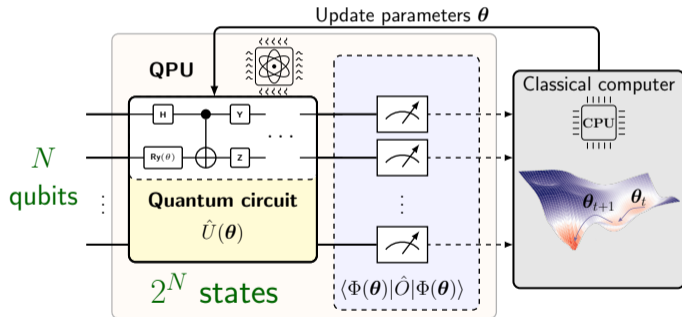 Update parameters θ
QPU
Classical computer
CPU
H
Y
. . .
Ry(θ)
Z
. . .
N
qubits
Quantum circuit
Û(θ)
θₜ₊₁
θₜ
2ᴺ states
⟨Φ(θ)|Ô|Φ(θ)⟩